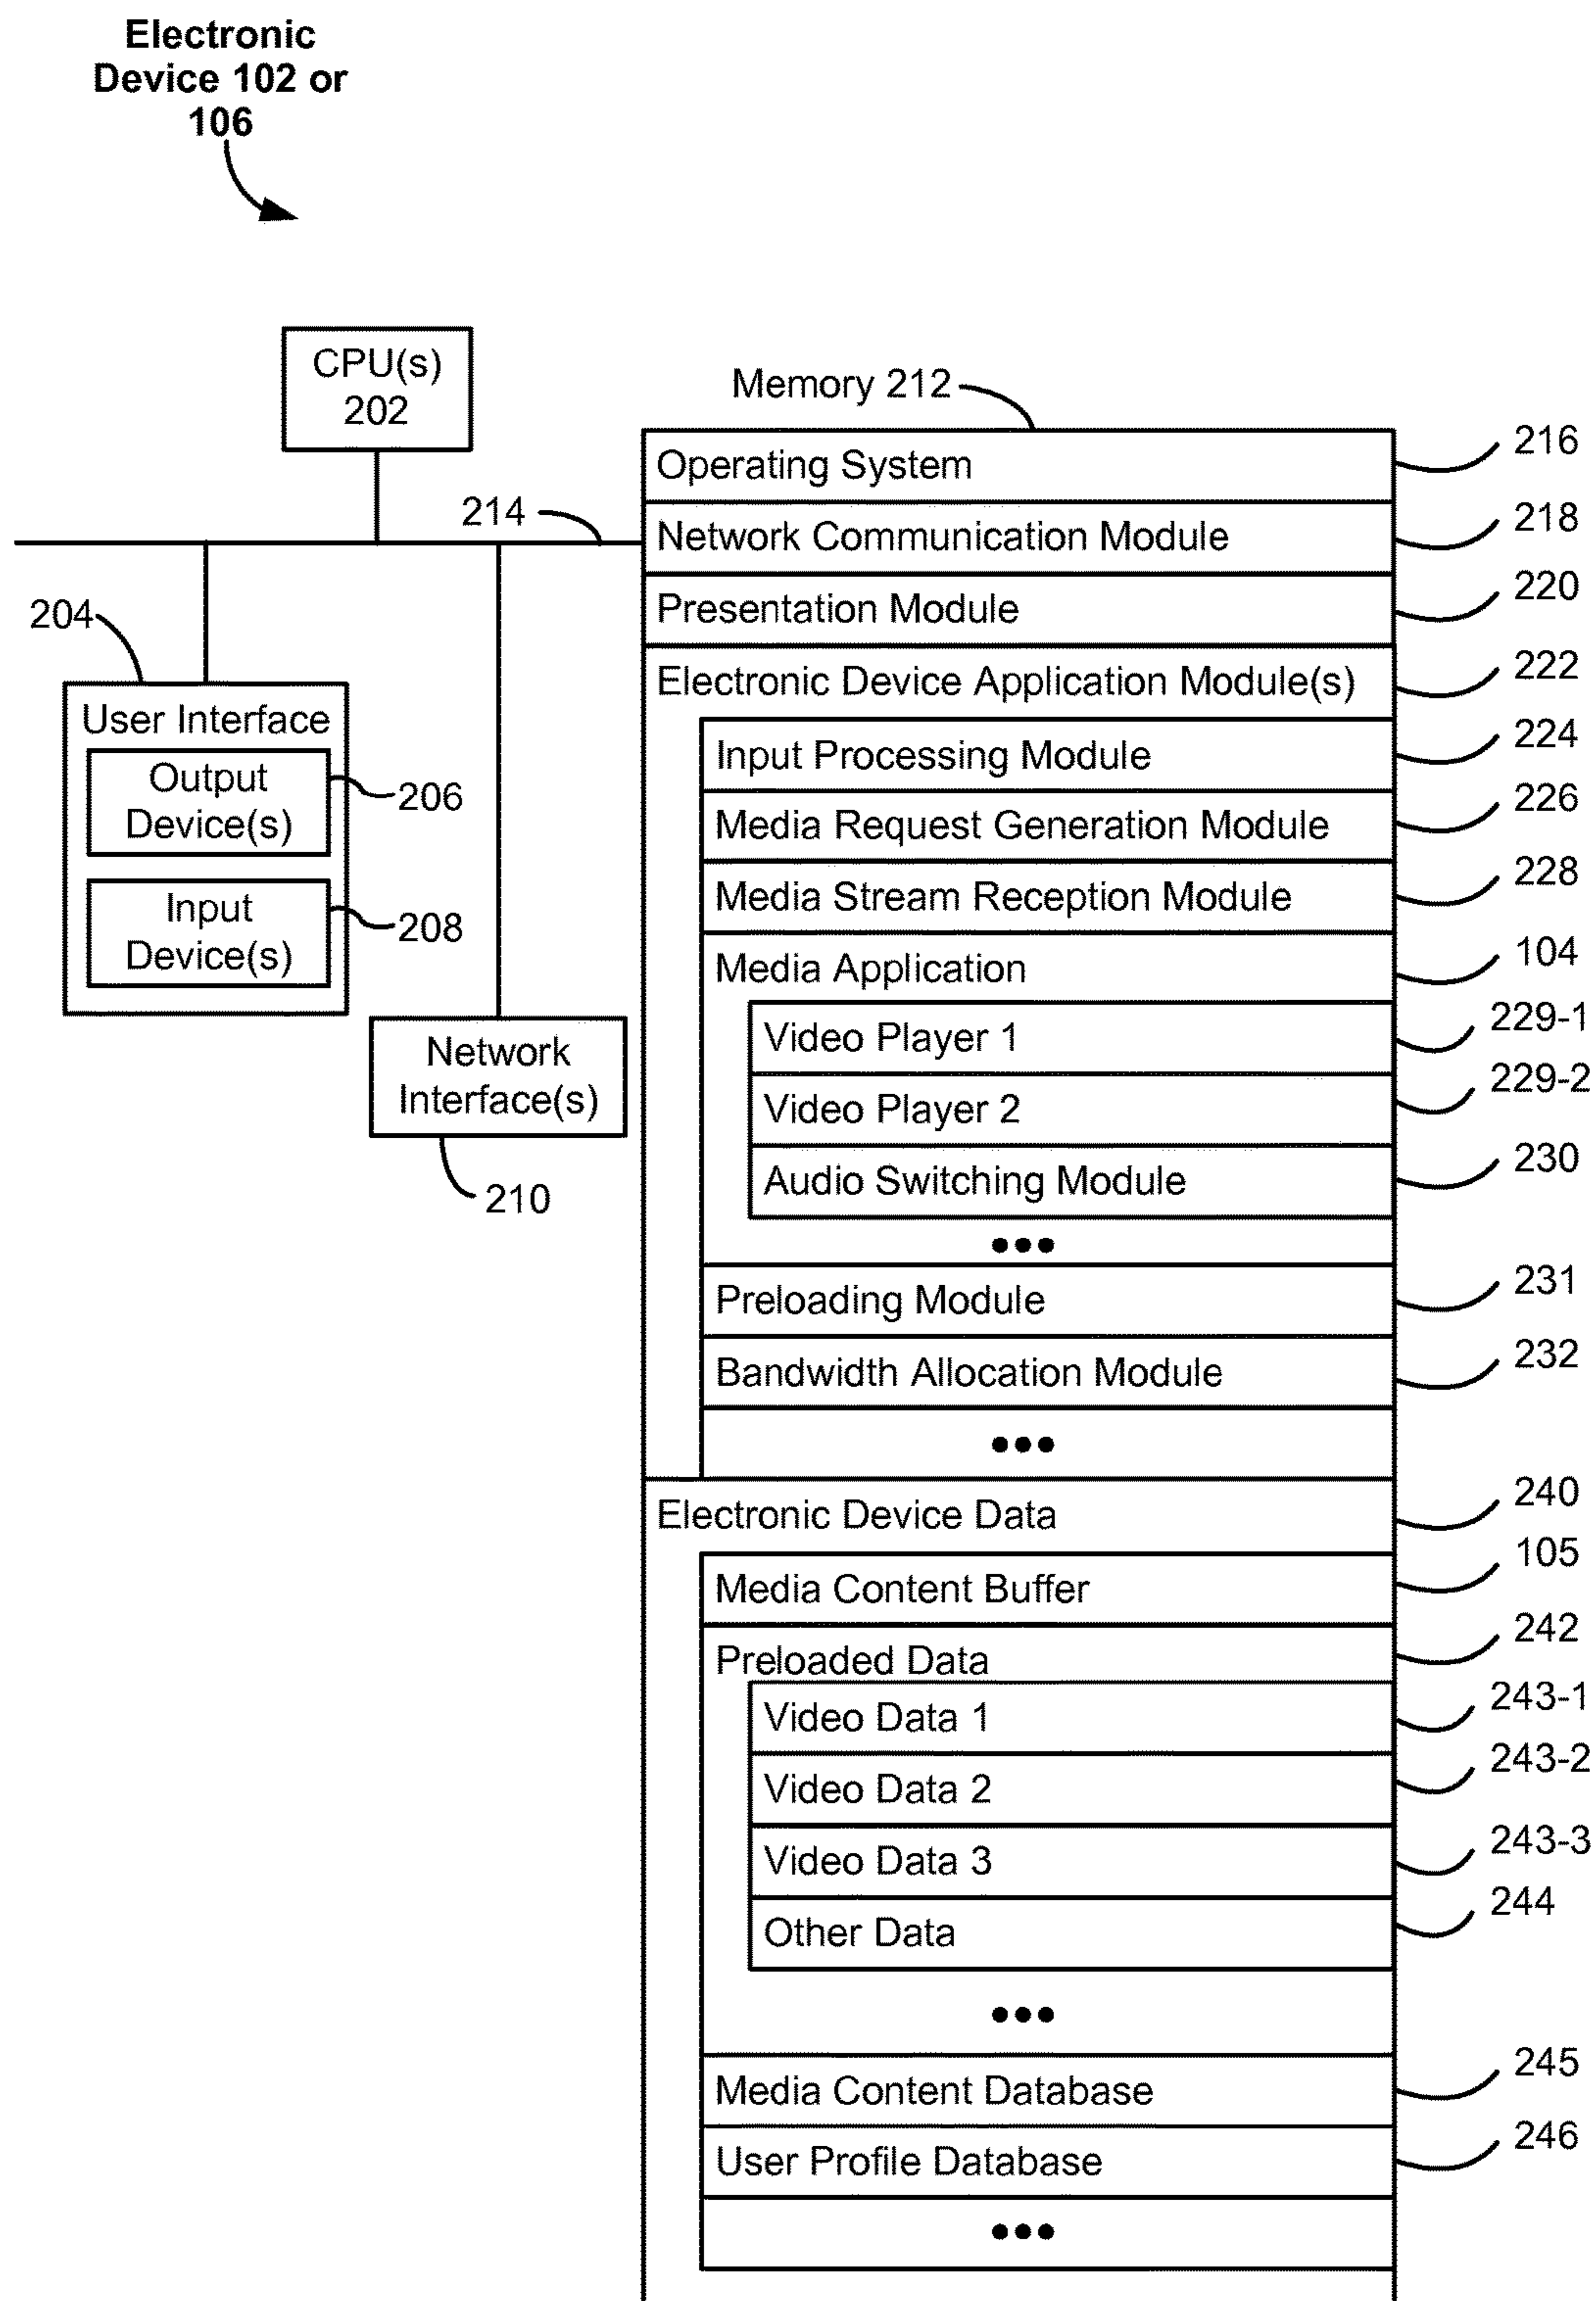 Electronic
Device 102 or
106
CPU(s)
202
Memory 212
214
204
User Interface
Output
Device(s)
206
Input
Device(s)
208
Network
Interface(s)
210
Operating System
216
Network Communication Module
218
Presentation Module
220
Electronic Device Application Module(s)
222
Input Processing Module
224
Media Request Generation Module
226
Media Stream Reception Module
228
Media Application
104
Video Player 1
229-1
Video Player 2
229-2
Audio Switching Module
230
•••
Preloading Module
231
Bandwidth Allocation Module
232
•••
Electronic Device Data
240
Media Content Buffer
105
Preloaded Data
242
Video Data 1
243-1
Video Data 2
243-2
Video Data 3
243-3
Other Data
244
•••
Media Content Database
245
User Profile Database
246
•••